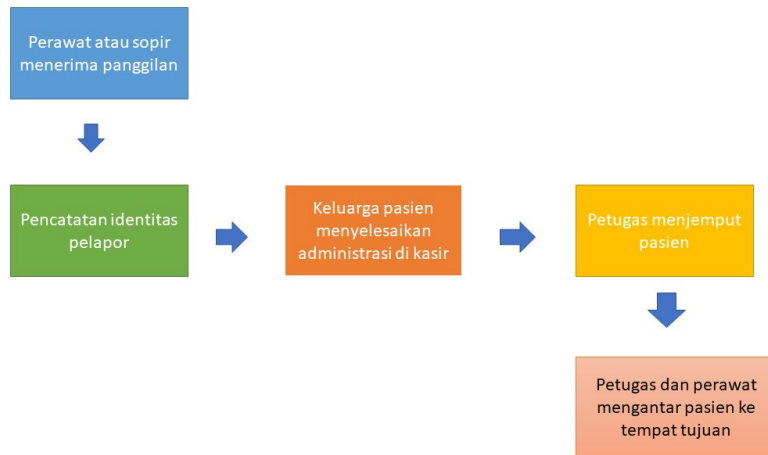 Perawat atau sopir
menerima panggilan
Pencatatan identitas
pelapor
Keluarga pasien
menyelesaikan
administrasi di kasir
Petugas menjemput
pasien
Petugas dan perawat
mengantar pasien ke
tempat tujuan